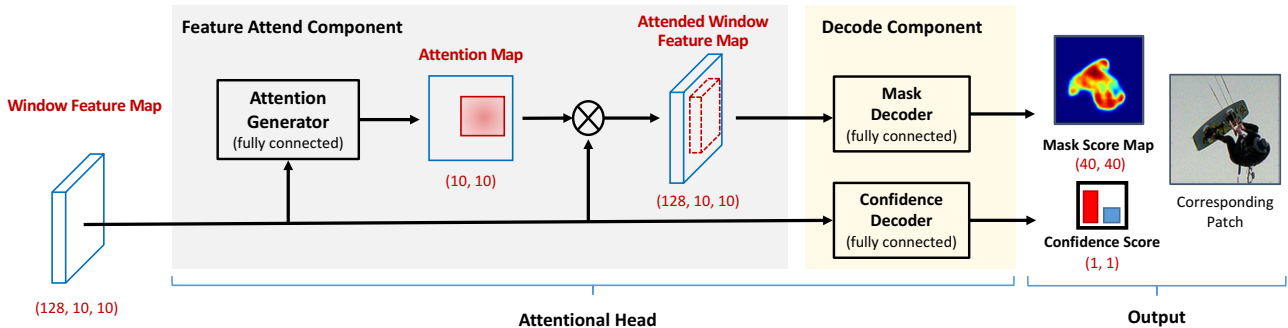 Window Feature Map
(128, 10, 10)
Feature Attend Component
Attention
Generator
(fully connected)
Attention Map
(10, 10)
Attended Window
Feature Map
(128, 10, 10)
Decode Component
Mask
Decoder
(fully connected)
Confidence
Decoder
(fully connected)
Mask Score Map
(40, 40)
Confidence Score
(1, 1)
Corresponding
Patch
Attentional Head
Output